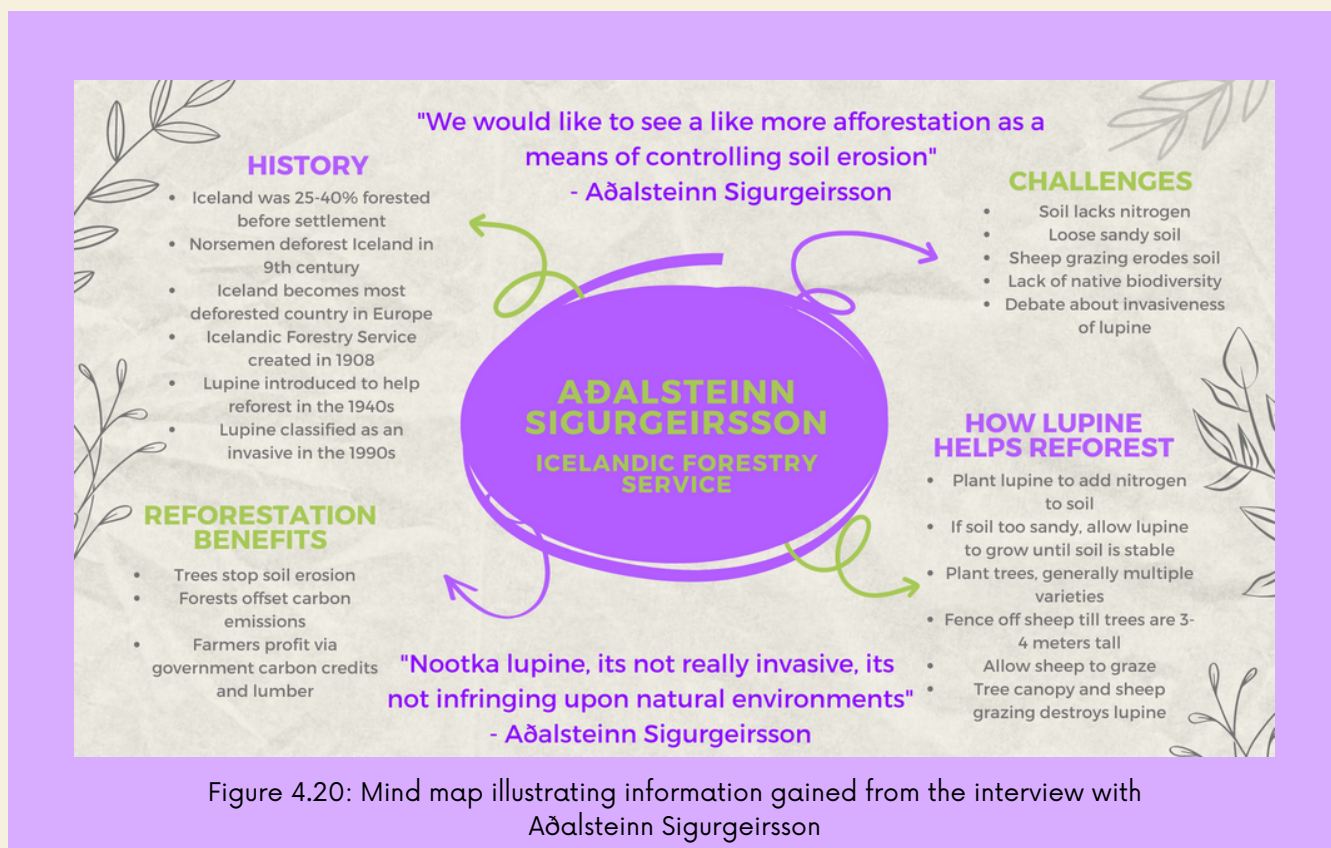 "We would like to see a like more afforestation as a
means of controlling soil erosion"
- Aðalsteinn Sigurgeirsson
HISTORY
• Iceland was 25-40% forested
before settlement
• Norsemen deforest Iceland in
9th century
• Iceland becomes most
deforested country in Europe
• Icelandic Forestry Service
created in 1908
• Lupine introduced to help
reforest in the 1940s
• Lupine classified as an
invasive in the 1990s
REFORESTATION
BENEFITS
• Trees stop soil erosion
• Forests offset carbon
emissions
• Farmers profit via
government carbon credits
and lumber
AÐALSTEINN
SIGURGEIRSSON
ICELANDIC FORESTRY
SERVICE
CHALLENGES
• Soil lacks nitrogen
• Loose sandy soil
• Sheep grazing erodes soil
• Lack of native biodiversity
• Debate about invasiveness
of lupine
HOW LUPINE
HELPS REFOREST
• Plant lupine to add nitrogen
to soil
• If soil too sandy, allow lupine
to grow until soil is stable
• Plant trees, generally multiple
varieties
• Fence off sheep till trees are 3-
4 meters tall
• Allow sheep to graze
• Tree canopy and sheep
grazing destroys lupine
"Nootka lupine, its not really invasive, its
not infringing upon natural environments"
- Aðalsteinn Sigurgeirsson
Figure 4.20: Mind map illustrating information gained from the interview with
Aðalsteinn Sigurgeirsson